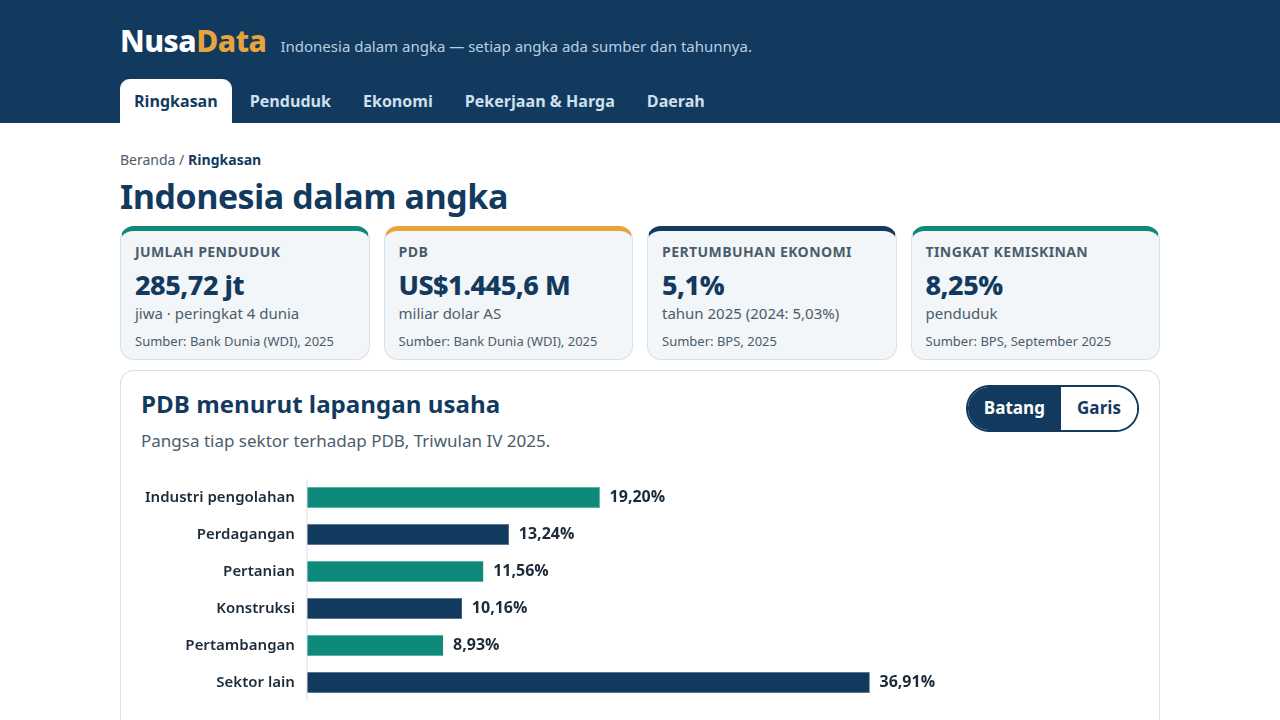 NusaData Indonesia dalam angka — setiap angka ada sumber dan tahunnya.
Ringkasan Penduduk Ekonomi Pekerjaan & Harga Daerah
Beranda / Ringkasan
Indonesia dalam angka
JUMLAH PENDUDUK
285,72 jt
jiwa · peringkat 4 dunia
Sumber: Bank Dunia (WDI), 2025
PDB
US$1.445,6 M
miliar dolar AS
Sumber: Bank Dunia (WDI), 2025
PERTUMBUHAN EKONOMI
5,1%
tahun 2025 (2024: 5,03%)
Sumber: BPS, 2025
TINGKAT KEMISKINAN
8,25%
penduduk
Sumber: BPS, September 2025
PDB menurut lapangan usaha
Batang Garis
Pangsa tiap sektor terhadap PDB, Triwulan IV 2025.
Industri pengolahan 19,20%
Perdagangan 13,24%
Pertanian 11,56%
Konstruksi 10,16%
Pertambangan 8,93%
Sektor lain 36,91%